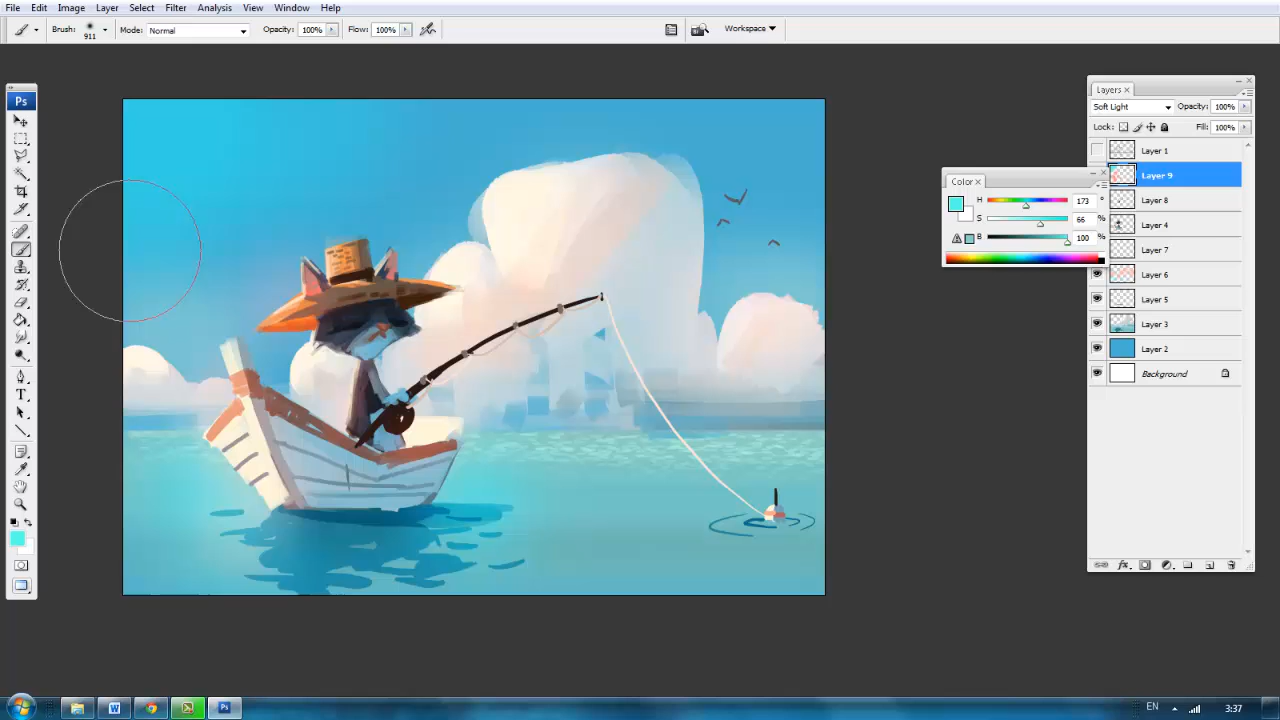 File Edit Image Layer Select Filter Analysis View Window Help
Brush: 911 Mode: Normal Opacity: 100% Flow: 100% Workspace
Ps
Layers
Soft Light Opacity: 100%
Lock: Fill: 100%
Layer 1
Layer 9
Layer 8
Layer 4
Layer 7
Layer 6
Layer 5
Layer 3
Layer 2
Background
Color
H 173 °
S 66 %
B 100 %
T
W Ps EN 3:37